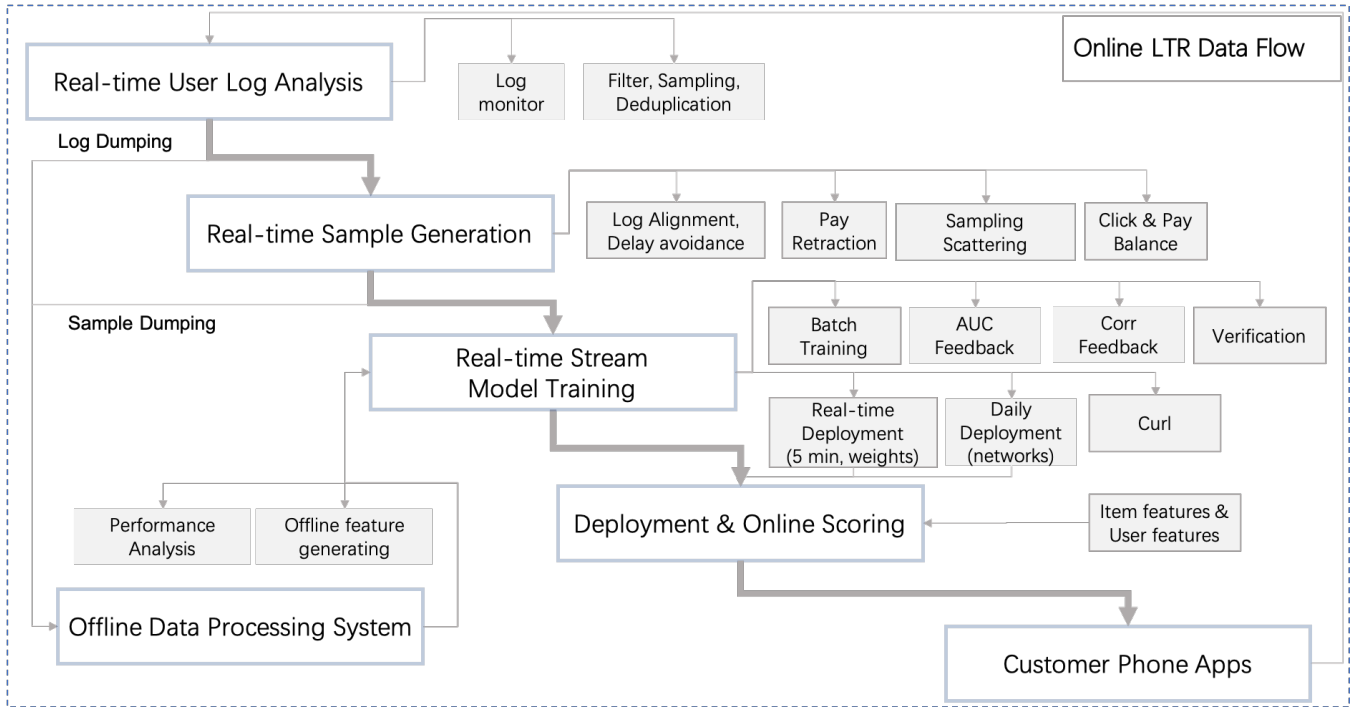 Online LTR Data Flow
Real-time User Log Analysis
Log
monitor
Filter, Sampling,
Deduplication
Log Dumping
Real-time Sample Generation
Log Alignment,
Delay avoidance
Pay
Retraction
Sampling
Scattering
Click & Pay
Balance
Sample Dumping
Real-time Stream
Model Training
Batch
Training
AUC
Feedback
Corr
Feedback
Verification
Real-time
Deployment
(5 min, weights)
Daily
Deployment
(networks)
Curl
Performance
Analysis
Offline feature
generating
Deployment & Online Scoring
Item features &
User features
Offline Data Processing System
Customer Phone Apps